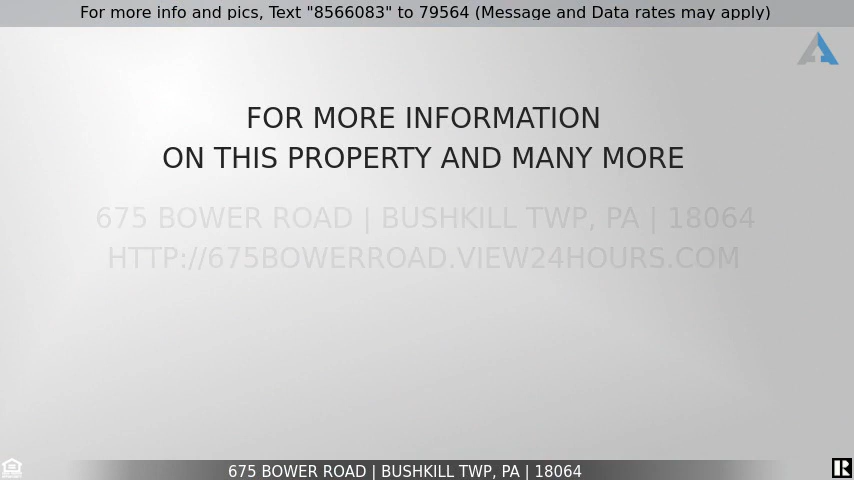 For more info and pics, Text "8566083" to 79564 (Message and Data rates may apply)
FOR MORE INFORMATION
ON THIS PROPERTY AND MANY MORE
675 BOWER ROAD | BUSHKILL TWP, PA | 18064
HTTP://675BOWERROAD.VIEW24HOURS.COM
675 BOWER ROAD | BUSHKILL TWP, PA | 18064